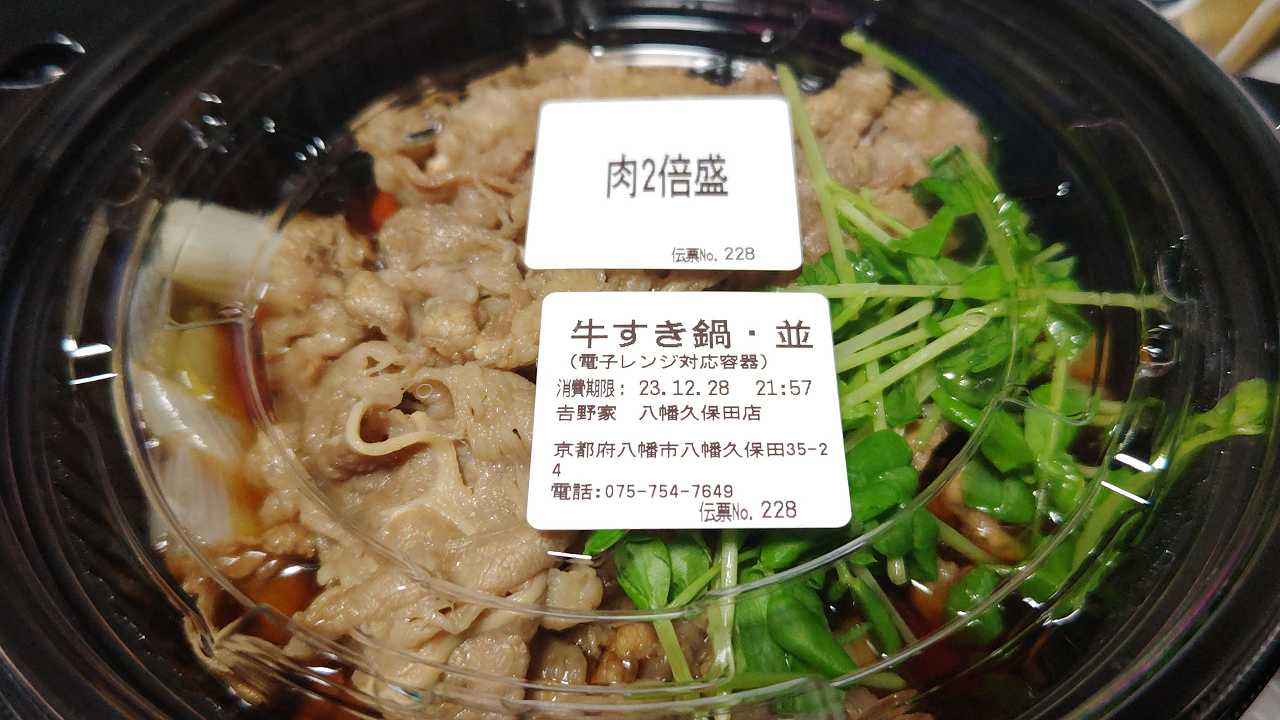 肉2倍盛
伝票No. 228
牛すき鍋・並
(電子レンジ対応容器)
消費期限: 23.12.28 21:57
吉野家 八幡久保田店
京都府八幡市八幡久保田35-2
4
電話:075-754-7649
伝票No. 228